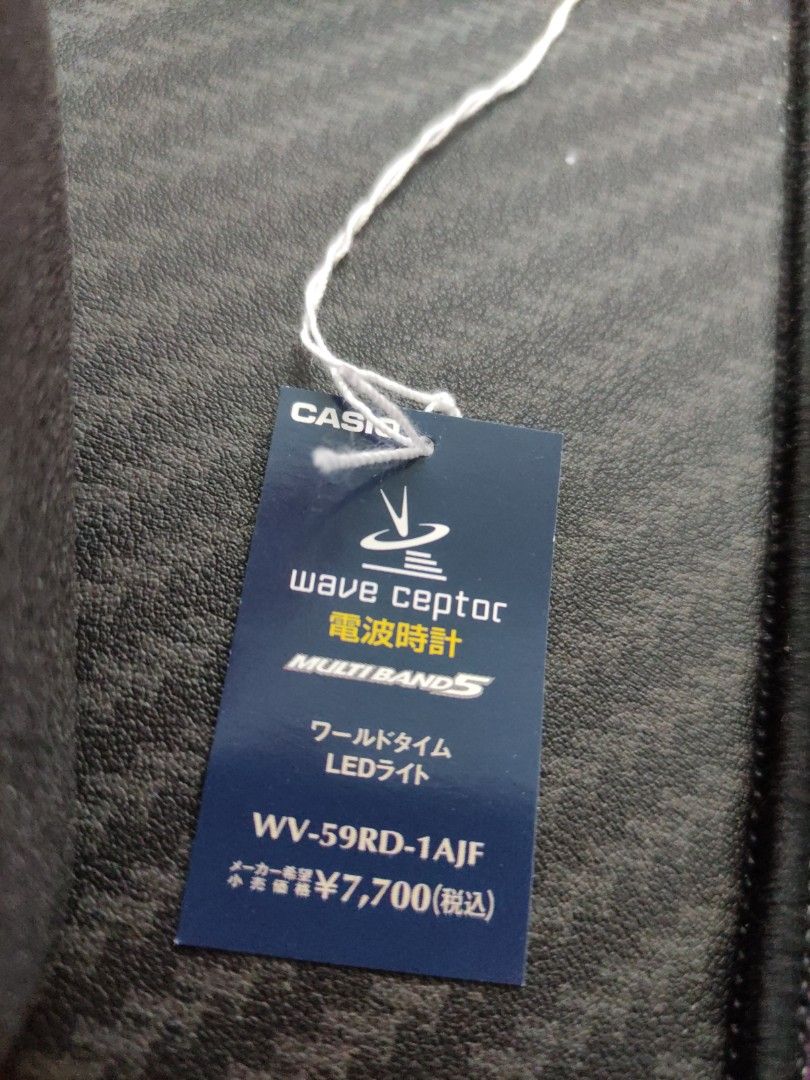 CASIO
wave ceptor
電波時計
MULTI BAND 5
ワールドタイム
LEDライト
WV-59RD-1AJF
メーカー希望
小売価格 ¥7,700(税込)